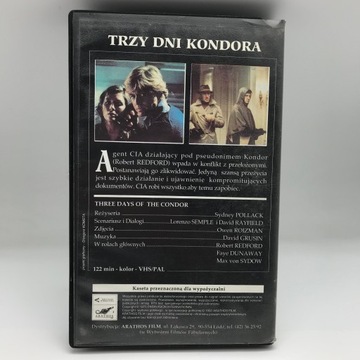 TRZY DNI KONDORA
Agent CIA działający pod pseudonimem Kondor
(Robert REDFORD) wpada w konflikt z przełożonymi.
Postanawiają go zlikwidować. Jedyną szansą przeżycia
jest szybkie działanie i ujawnienie kompromitujących
dokumentów. CIA robi wszystko aby temu zapobiec.
THREE DAYS OF THE CONDOR
Reżyseria Sydney POLLACK
Scenariusz i Dialogi Lorenzo SEMPLE i David RAYFIELD
Zdjęcia Owen ROIZMAN
Muzyka David GRUSIN
W rolach głównych Robert REDFORD
Faye DUNAWAY
Max von SYDOW
122 min - kolor - VHS/PAL
Kaseta przeznaczona dla wypożyczalni
Dystrybucja: ARATHOS FILM